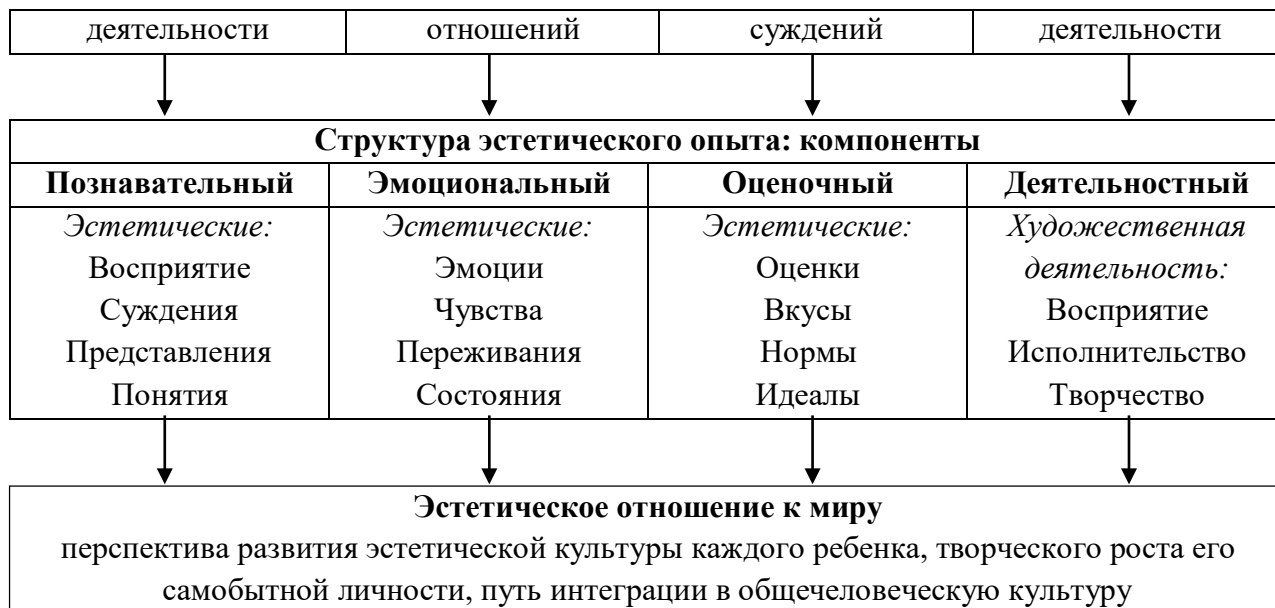 деятельности отношений суждений деятельности
Структура эстетического опыта: компоненты
Познавательный Эмоциональный Оценочный Деятельностный
Эстетические: Эстетические: Эстетические: Художественная
Восприятие Эмоции Оценки деятельность:
Суждения Чувства Вкусы Восприятие
Представления Переживания Нормы Исполнительство
Понятия Состояния Идеалы Творчество
Эстетическое отношение к миру
перспектива развития эстетической культуры каждого ребенка, творческого роста его
самобытной личности, путь интеграции в общечеловеческую культуру